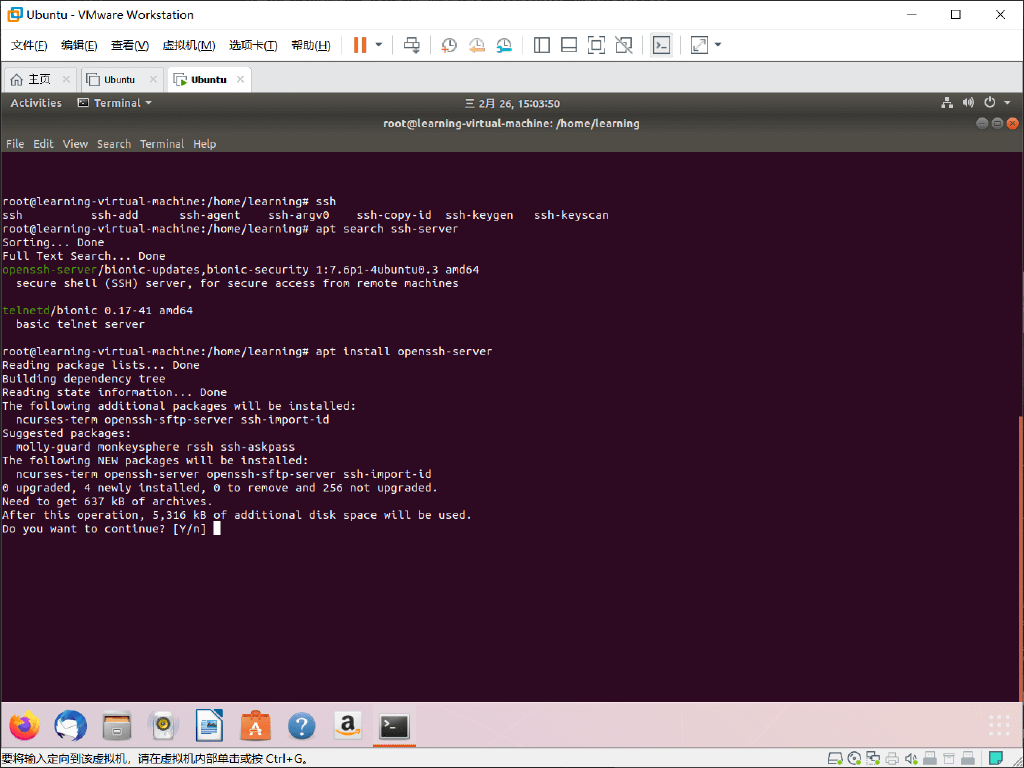 Ubuntu - VMware Workstation
文件(F) 编辑(E) 查看(V) 虚拟机(M) 选项卡(T) 帮助(H)
主页 Ubuntu Ubuntu
Activities Terminal 三 2月 26, 15:03:50
root@learning-virtual-machine: /home/learning
File Edit View Search Terminal Help
root@learning-virtual-machine:/home/learning# ssh
ssh ssh-add ssh-agent ssh-argv0 ssh-copy-id ssh-keygen ssh-keyscan
root@learning-virtual-machine:/home/learning# apt search ssh-server
Sorting... Done
Full Text Search... Done
openssh-server/bionic-updates,bionic-security 1:7.6p1-4ubuntu0.3 amd64
secure shell (SSH) server, for secure access from remote machines
telnetd/bionic 0.17-41 amd64
basic telnet server
root@learning-virtual-machine:/home/learning# apt install openssh-server
Reading package lists... Done
Building dependency tree
Reading state information... Done
The following additional packages will be installed:
ncurses-term openssh-sftp-server ssh-import-id
Suggested packages:
molly-guard monkeysphere rssh ssh-askpass
The following NEW packages will be installed:
ncurses-term openssh-server openssh-sftp-server ssh-import-id
0 upgraded, 4 newly installed, 0 to remove and 256 not upgraded.
Need to get 637 kB of archives.
After this operation, 5,316 kB of additional disk space will be used.
Do you want to continue? [Y/n]
要将输入定向到该虚拟机，请在虚拟机内部单击或按 Ctrl+G。